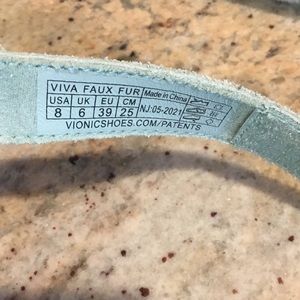 VIVA FAUX FUR Made in China
USA UK EU CM
8 6 39 25 NJ:05-2021
VIONICSHOES.COM/PATENTS